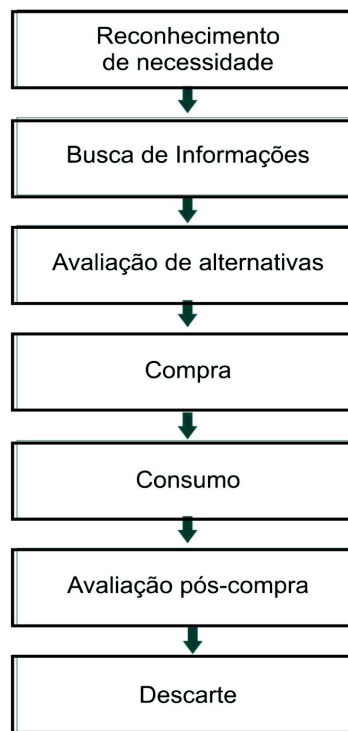 Reconhecimento
de necessidade
Busca de Informações
Avaliação de alternativas
Compra
Consumo
Avaliação pós-compra
Descarte